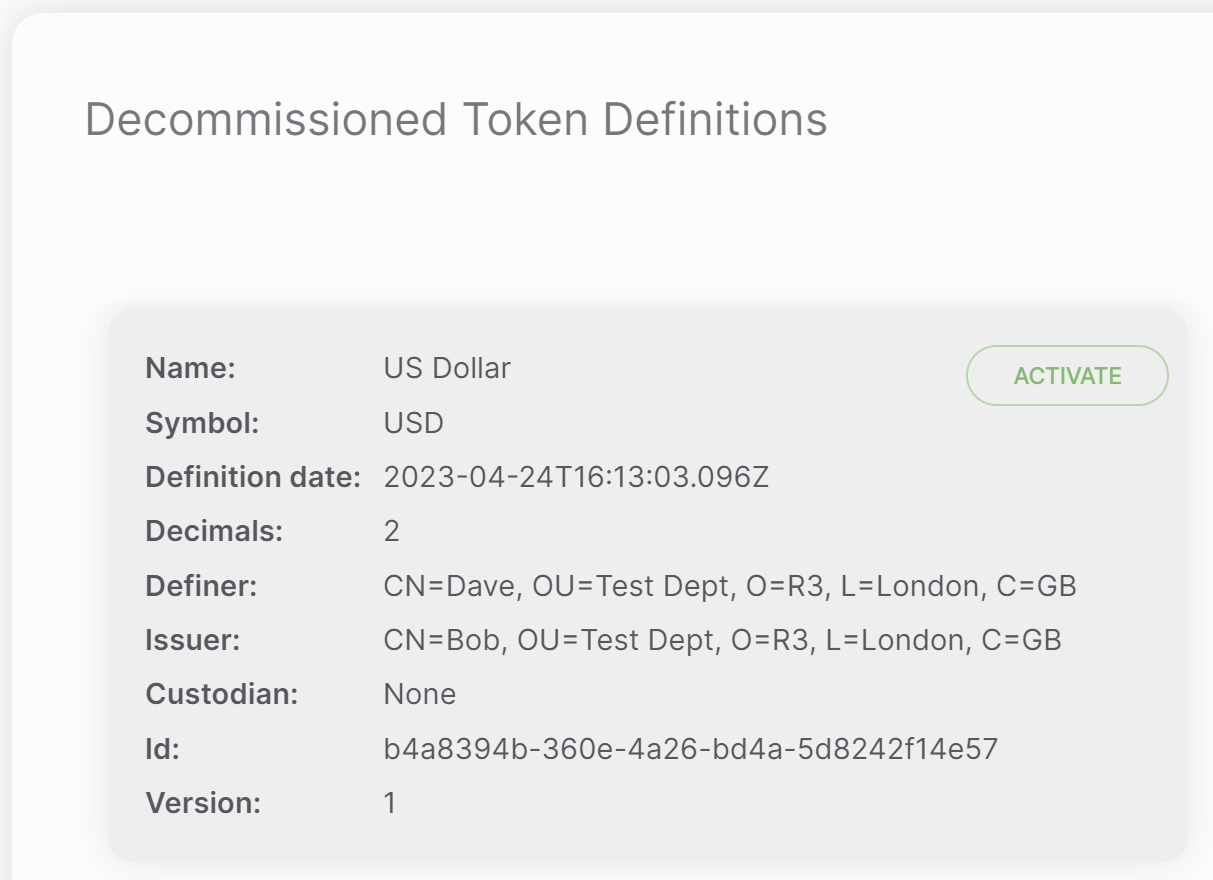 Decommissioned Token Definitions
Name: US Dollar
ACTIVATE
Symbol: USD
Definition date: 2023-04-24T16:13:03.096Z
Decimals: 2
Definer: CN=Dave, OU=Test Dept, O=R3, L=London, C=GB
Issuer: CN=Bob, OU=Test Dept, O=R3, L=London, C=GB
Custodian: None
Id: b4a8394b-360e-4a26-bd4a-5d8242f14e57
Version: 1